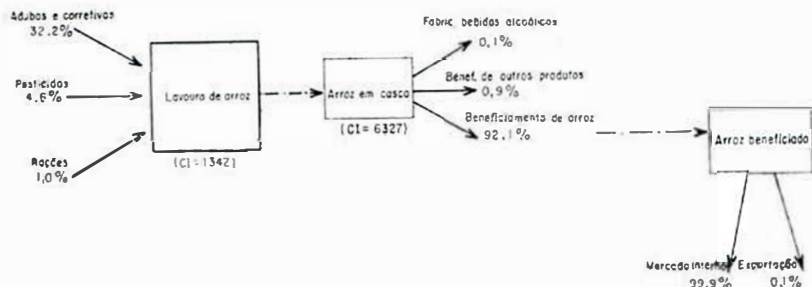 Adubos e corretivos
32.2%
Pesticidas
4.6%
Rações
1,0%
Lavoura de arroz
(CI=1342)
Arroz em casca
(CI=6327)
Fabric. bebidas alcoólicas
0,1%
Benef. de outros produtos
0,9%
Beneficiamento de arroz
92,1%
Arroz beneficiado
Mercado interno
99,9%
Exportação
0,1%